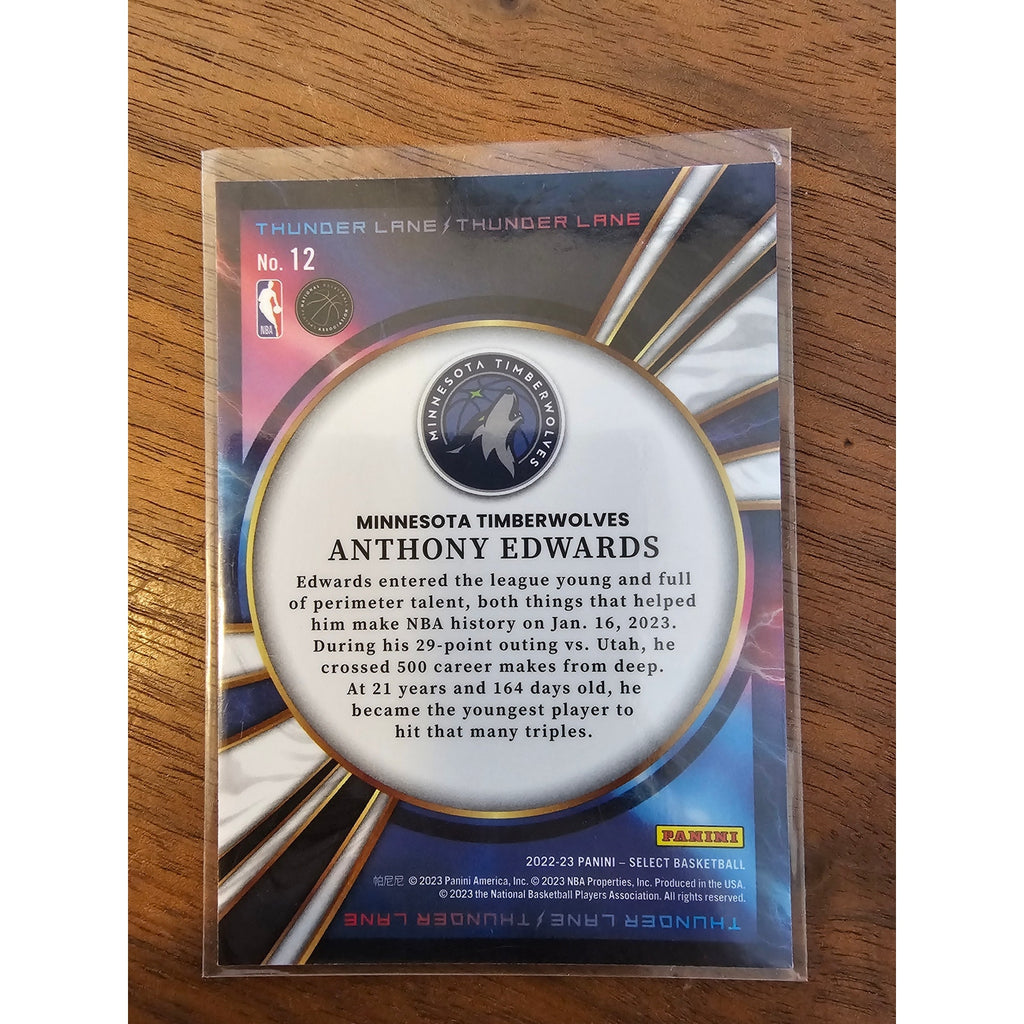 THUNDER LANE THUNDER LANE
No. 12
NBA
NATIONAL BASKETBALL ASSOCIATION
MINNESOTA TIMBERWOLVES
MINNESOTA TIMBERWOLVES
ANTHONY EDWARDS
Edwards entered the league young and full
of perimeter talent, both things that helped
him make NBA history on Jan. 16, 2023.
During his 29-point outing vs. Utah, he
crossed 500 career makes from deep.
At 21 years and 164 days old, he
became the youngest player to
hit that many triples.
PANINI
2022-23 PANINI – SELECT BASKETBALL
帕尼尼 © 2023 Panini America, Inc. © 2023 NBA Properties, Inc. Produced in the USA.
© 2023 the National Basketball Players Association. All rights reserved.
THUNDER LANE THUNDER LANE